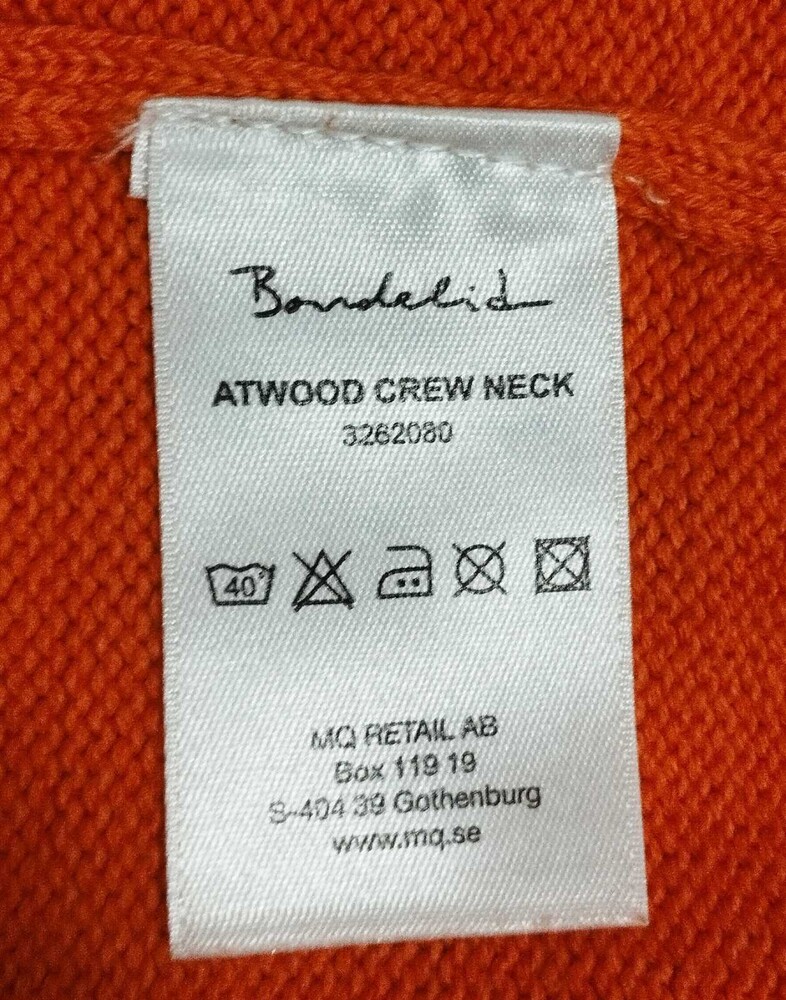 Bondelid
ATWOOD CREW NECK
3262080
40°
MQ RETAIL AB
Box 119 19
S-404 39 Gothenburg
www.mq.se